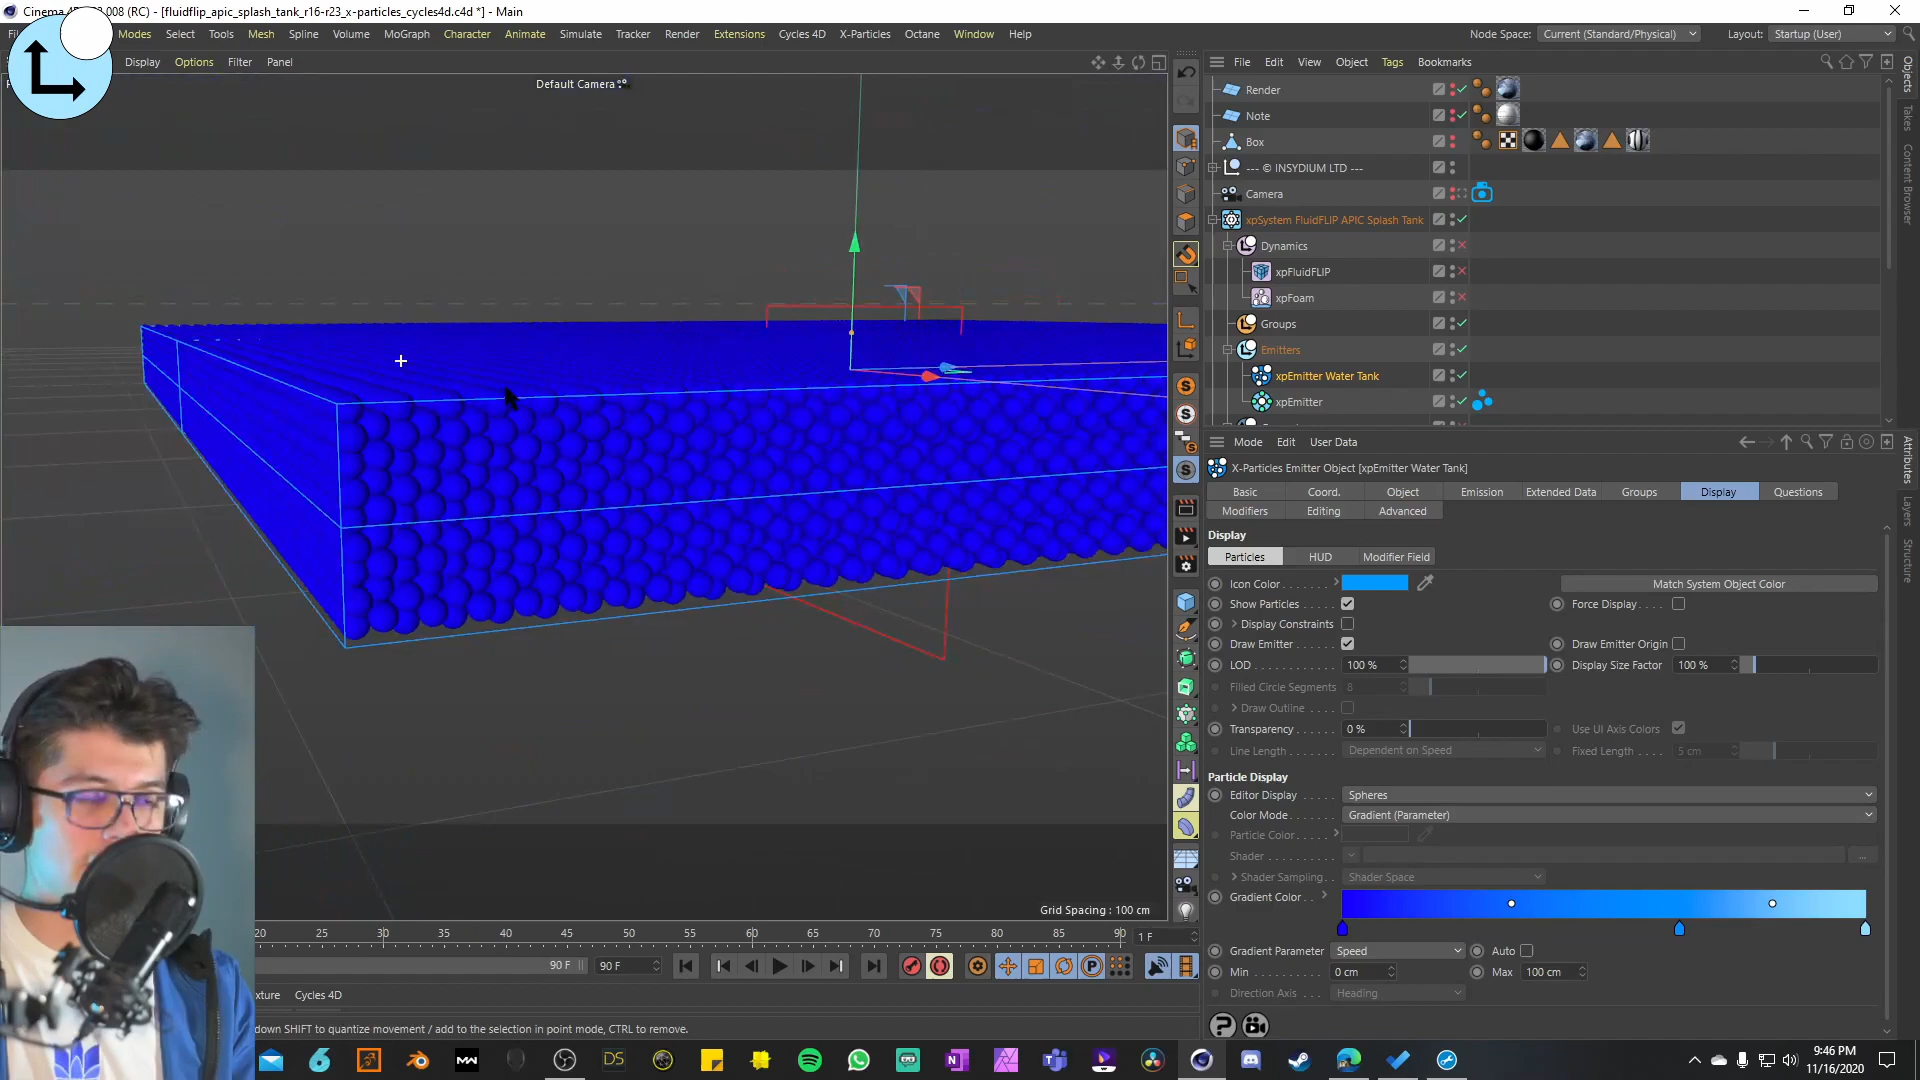 Cinema 4D
008 (RC) - [fluidflip_apic_splash_tank_r16-r23_x-particles_cycles4d.c4d *] - Main
Modes Select Tools Mesh Spline Volume MoGraph Character Animate Simulate Tracker Render Extensions Cycles 4D X-Particles Octane Window Help
Node Space: Current (Standard/Physical) Layout: Startup (User)
Display Options Filter Panel
File Edit View Object Tags Bookmarks
Default Camera
Render
Note
Box
--- © INSYDIUM LTD ---
Camera
xpSystem FluidFLIP APIC Splash Tank
Dynamics
xpFluidFLIP
xpFoam
Groups
Emitters
xpEmitter Water Tank
xpEmitter
Objects
Takes
Content Browser
Mode Edit User Data
X-Particles Emitter Object [xpEmitter Water Tank]
Basic Coord. Object Emission Extended Data Groups Display Questions
Modifiers Editing Advanced
Attributes
Layers
Structure
Display
Particles HUD Modifier Field
Icon Color Match System Object Color
Show Particles Force Display
Display Constraints
Draw Emitter Draw Emitter Origin
LOD 100 % Display Size Factor 100 %
Filled Circle Segments 8
Draw Outline
Transparency 0 % Use UI Axis Colors
Line Length Dependent on Speed Fixed Length 5 cm
Particle Display
Editor Display Spheres
Color Mode Gradient (Parameter)
Particle Color
Shader ...
Shader Sampling Shader Space
Gradient Color
Gradient Parameter Speed Auto
Min 0 cm Max 100 cm
Direction Axis Heading
Grid Spacing : 100 cm
20 25 30 35 40 45 50 55 60 65 70 75 80 85 90 1 F
90 F 90 F
xture Cycles 4D
down SHIFT to quantize movement / add to the selection in point mode, CTRL to remove.
9:46 PM
11/16/2020